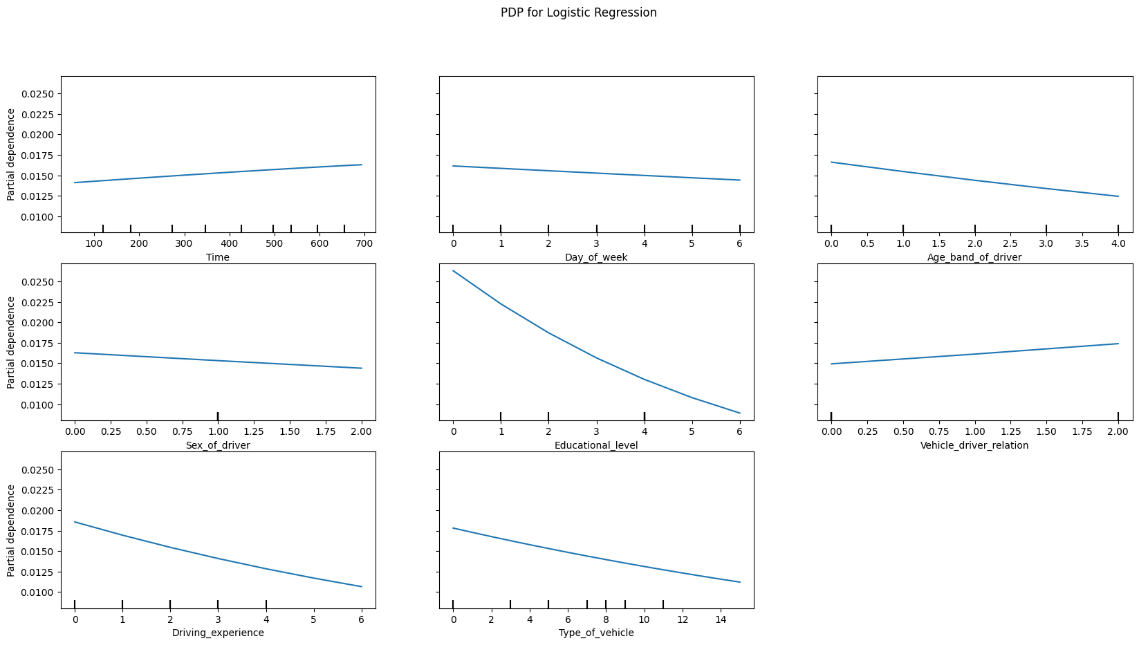 PDP for Logistic Regression
0.0250
0.0225
0.0200
0.0175
0.0150
0.0125
0.0100
Partial dependence
100 200 300 400 500 600 700
Time
0 1 2 3 4 5 6
Day_of_week
0.0 0.5 1.0 1.5 2.0 2.5 3.0 3.5 4.0
Age_band_of_driver
0.0250
0.0225
0.0200
0.0175
0.0150
0.0125
0.0100
Partial dependence
0.00 0.25 0.50 0.75 1.00 1.25 1.50 1.75 2.00
Sex_of_driver
0 1 2 3 4 5 6
Educational_level
0.00 0.25 0.50 0.75 1.00 1.25 1.50 1.75 2.00
Vehicle_driver_relation
0.0250
0.0225
0.0200
0.0175
0.0150
0.0125
0.0100
Partial dependence
0 1 2 3 4 5 6
Driving_experience
0 2 4 6 8 10 12 14
Type_of_vehicle